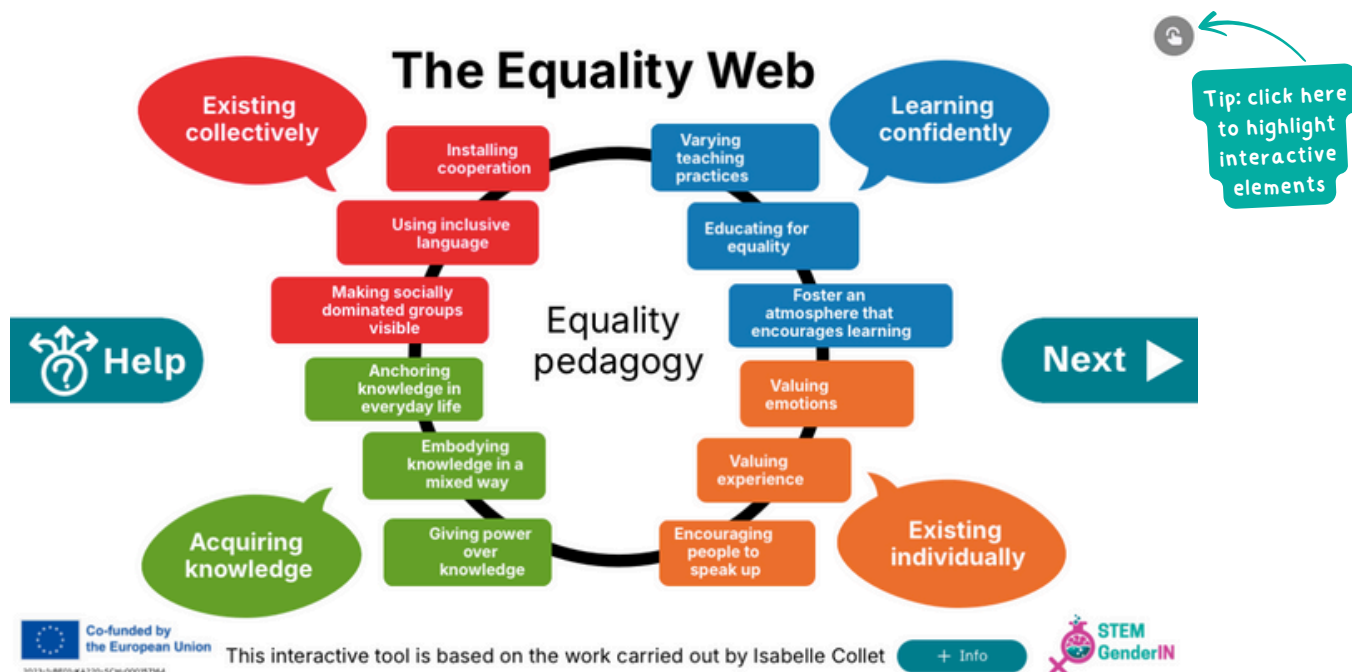 The Equality Web
Existing
collectively
Learning
confidently
Tip: click here
to highlight
interactive
elements
Installing
cooperation
Varying
teaching
practices
Using inclusive
language
Educating for
equality
Making socially
dominated groups
visible
Foster an
atmosphere that
encourages learning
Equality
pedagogy
Help
Next
Anchoring
knowledge in
everyday life
Valuing
emotions
Embodying
knowledge in a
mixed way
Valuing
experience
Giving power
over
knowledge
Encouraging
people to
speak up
Acquiring
knowledge
Existing
individually
Co-funded by
the European Union
This interactive tool is based on the work carried out by Isabelle Collet
+ Info
STEM
GenderIN